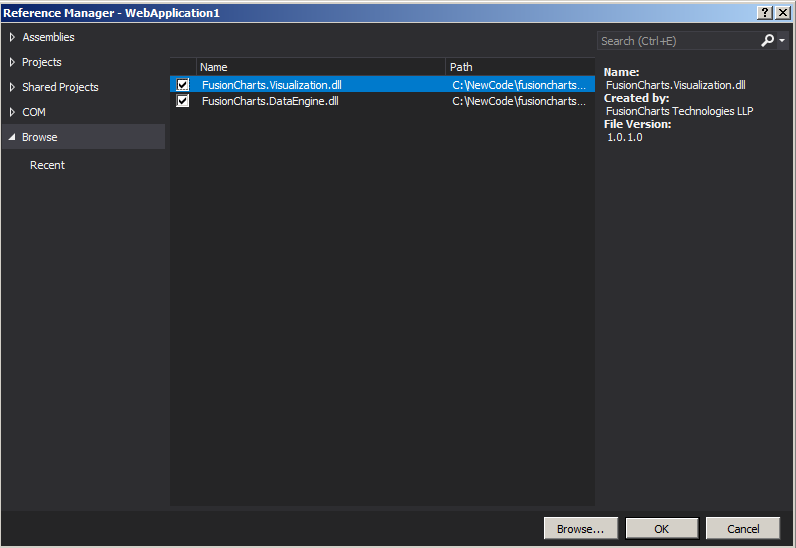 Reference Manager - WebApplication1
?
Assemblies
Projects
Shared Projects
COM
Browse
Recent
Name
Path
FusionCharts.Visualization.dll
C:\NewCode\fusioncharts...
FusionCharts.DataEngine.dll
C:\NewCode\fusioncharts...
Search (Ctrl+E)
Name:
FusionCharts.Visualization.dll
Created by:
FusionCharts Technologies LLP
File Version:
1.0.1.0
Browse...
OK
Cancel